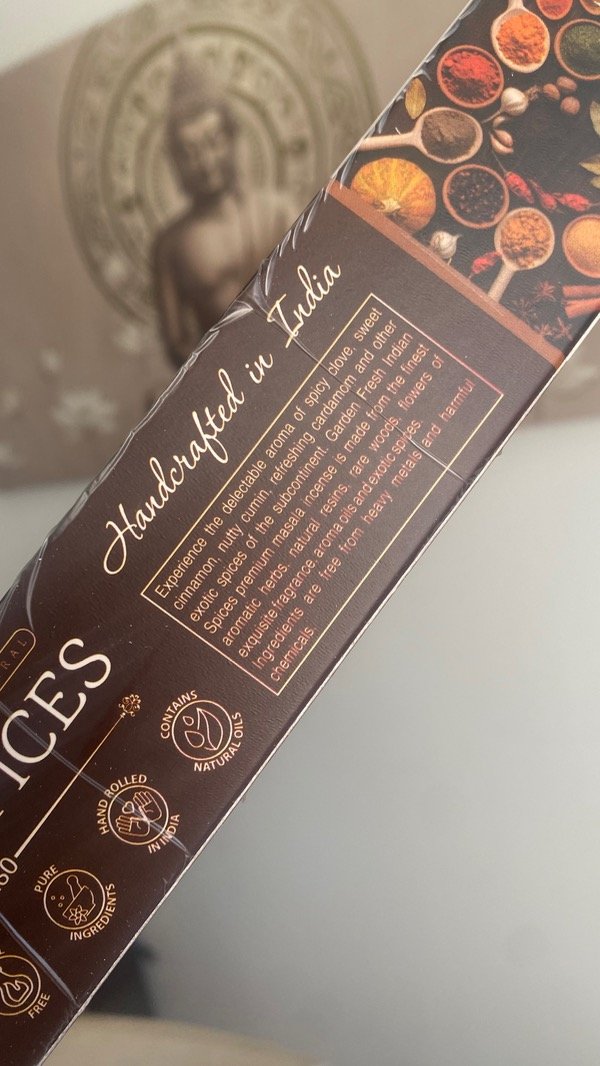 Handcrafted in India
Experience the delectable aroma of spicy clove, sweet
cinnamon, nutty cumin, refreshing cardamom and other
exotic spices of the subcontinent. Garden Fresh Indian
Spices premium masala incense is made from the finest
aromatic herbs, natural resins, rare woods, flowers of
exquisite fragrance, aroma oils and exotic spices.
Ingredients are free from heavy metals and harmful
chemicals.
RAL
ICES
60
CONTAINS
NATURAL OILS
HAND ROLLED
IN INDIA
PURE
INGREDIENTS
FREE